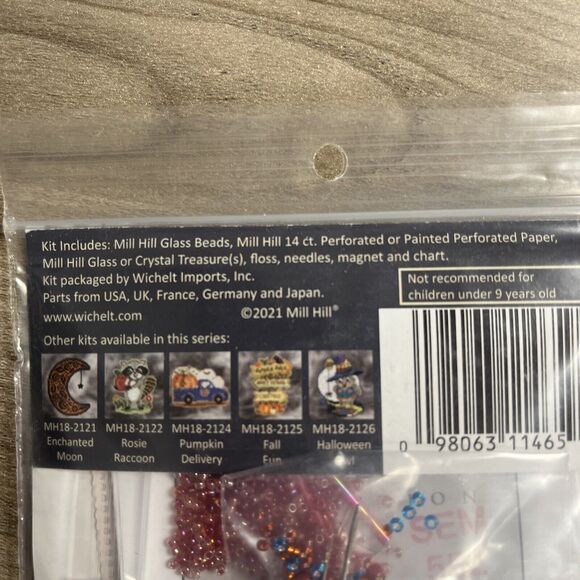 Kit Includes: Mill Hill Glass Beads, Mill Hill 14 ct. Perforated or Painted Perforated Paper,
Mill Hill Glass or Crystal Treasure(s), floss, needles, magnet and chart.
Kit packaged by Wichelt Imports, Inc.
Parts from USA, UK, France, Germany and Japan.
www.wichelt.com ©2021 Mill Hill®
Not recommended for
children under 9 years old
Other kits available in this series:
MH18-2121
Enchanted
Moon
MH18-2122
Rosie
Raccoon
MH18-2124
Pumpkin
Delivery
MH18-2125
Fall
Fun
MH18-2126
Halloween
Owl
0 98063 11465
ON
SEM